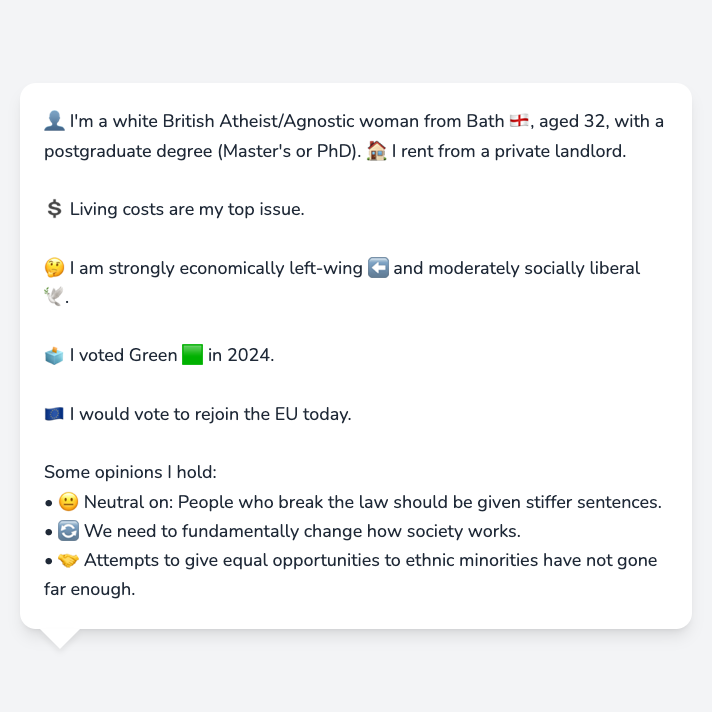 👤 I'm a white British Atheist/Agnostic woman from Bath 🏴󠁧󠁢󠁥󠁮󠁧󠁿, aged 32, with a
postgraduate degree (Master's or PhD). 🏠 I rent from a private landlord.
💲 Living costs are my top issue.
🤔 I am strongly economically left-wing ⬅️ and moderately socially liberal
🕊️.
🗳️ I voted Green 🟩 in 2024.
🇪🇺 I would vote to rejoin the EU today.
Some opinions I hold:
• 😐 Neutral on: People who break the law should be given stiffer sentences.
• 🔄 We need to fundamentally change how society works.
• 🤝 Attempts to give equal opportunities to ethnic minorities have not gone
far enough.